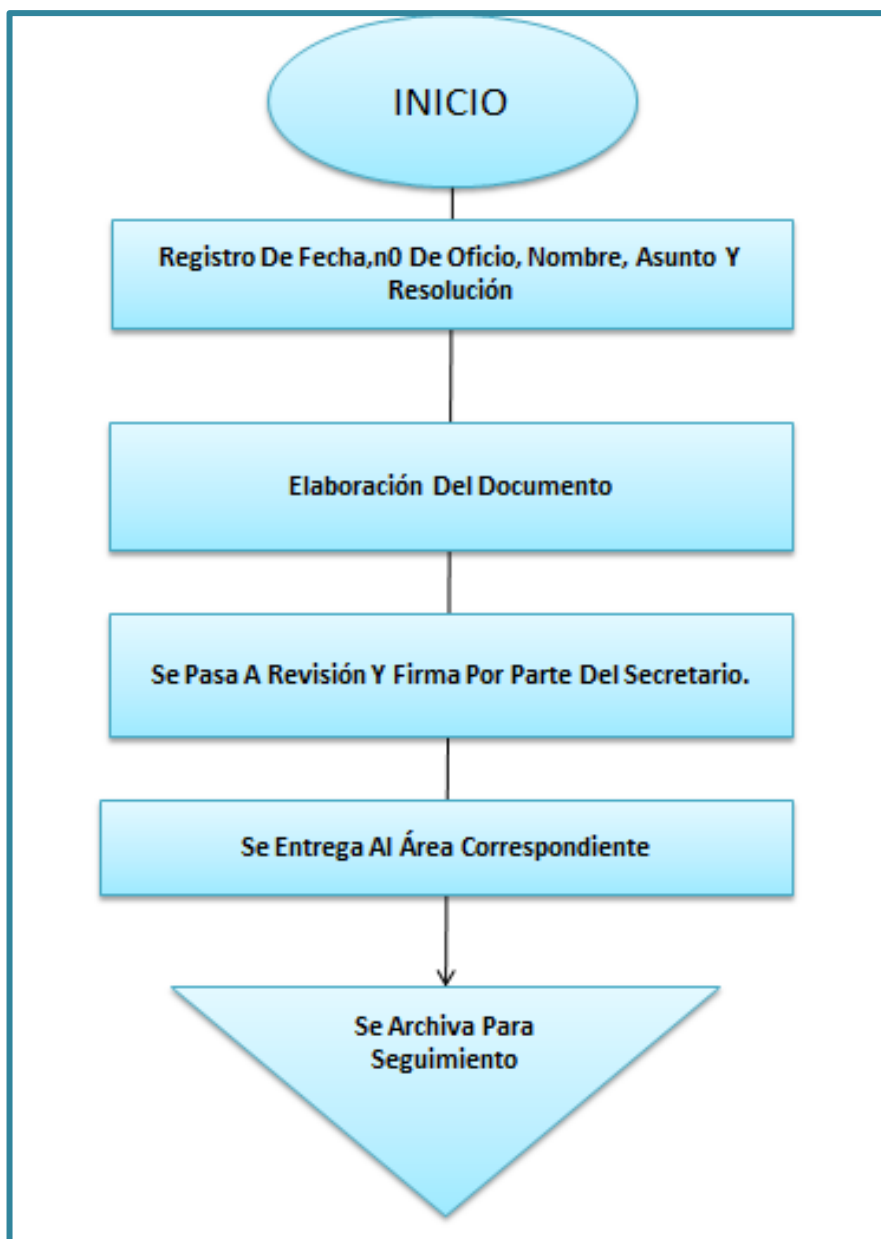 INICIO
Registro De Fecha,n0 De Oficio, Nombre, Asunto Y
Resolución
Elaboración Del Documento
Se Pasa A Revisión Y Firma Por Parte Del Secretario.
Se Entrega Al Área Correspondiente
Se Archiva Para
Seguimiento